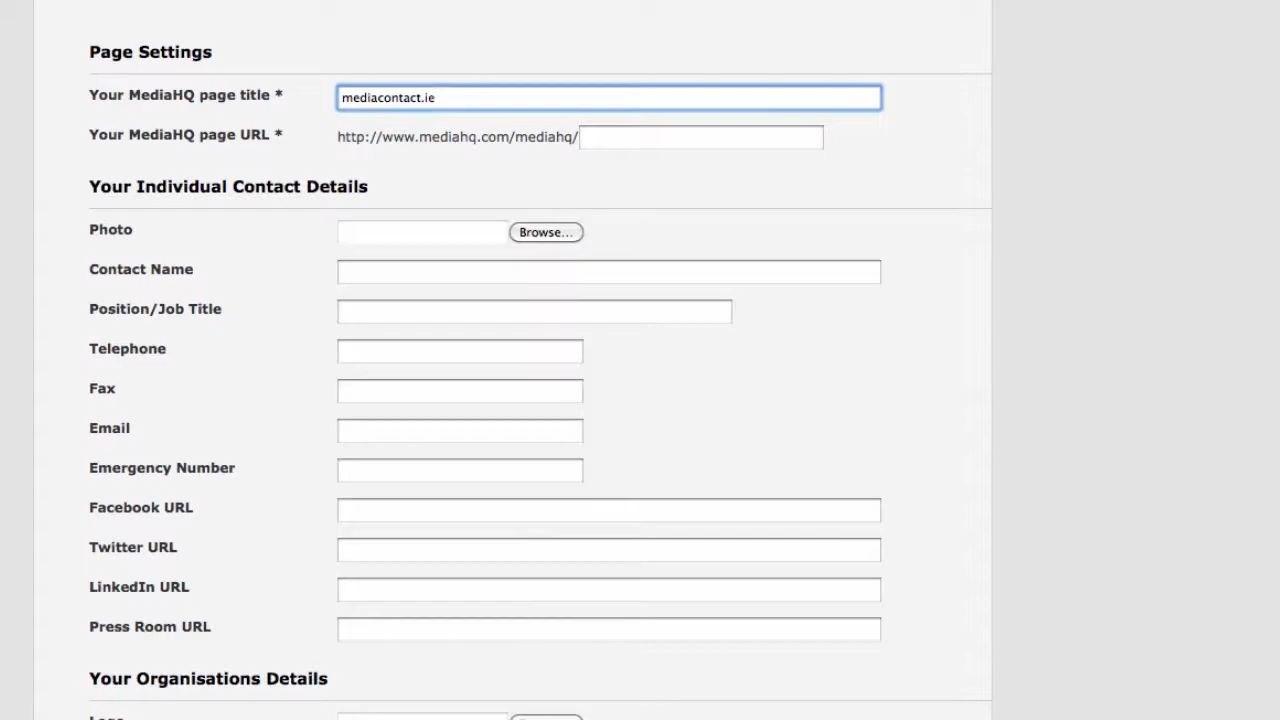 Page Settings
Your MediaHQ page title *
mediacontact.ie
Your MediaHQ page URL *
http://www.mediahq.com/mediahq/
Your Individual Contact Details
Photo
Browse...
Contact Name
Position/Job Title
Telephone
Fax
Email
Emergency Number
Facebook URL
Twitter URL
LinkedIn URL
Press Room URL
Your Organisations Details